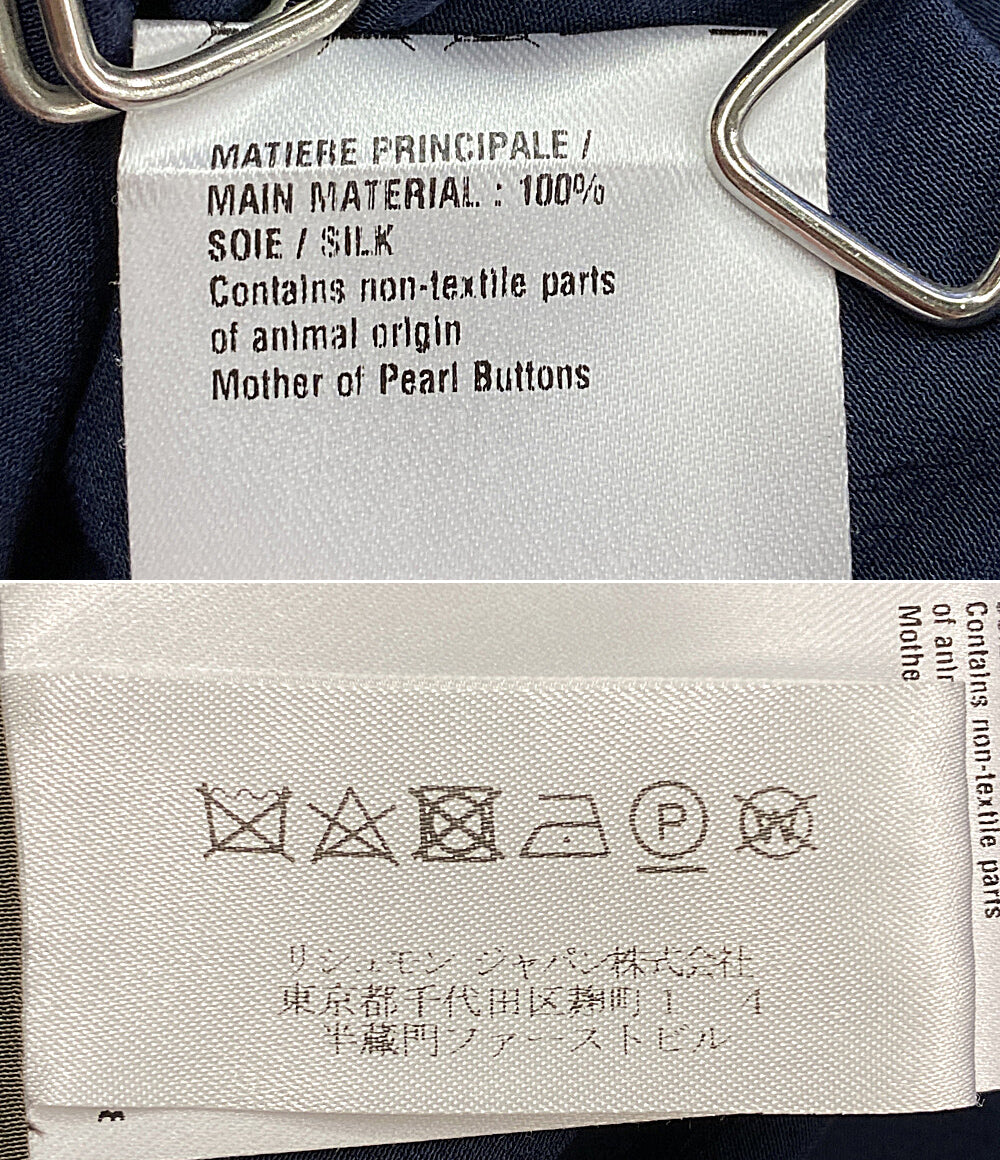 MATIERE PRINCIPALE /
MAIN MATERIAL : 100%
SOIE / SILK
Contains non-textile parts
of animal origin
Mother of Pearl Buttons
Contains non-textile parts
of anir
Mothe
P
W
リシュモン ジャパン株式会社
東京都千代田区麹町1 4
半蔵門ファーストビル